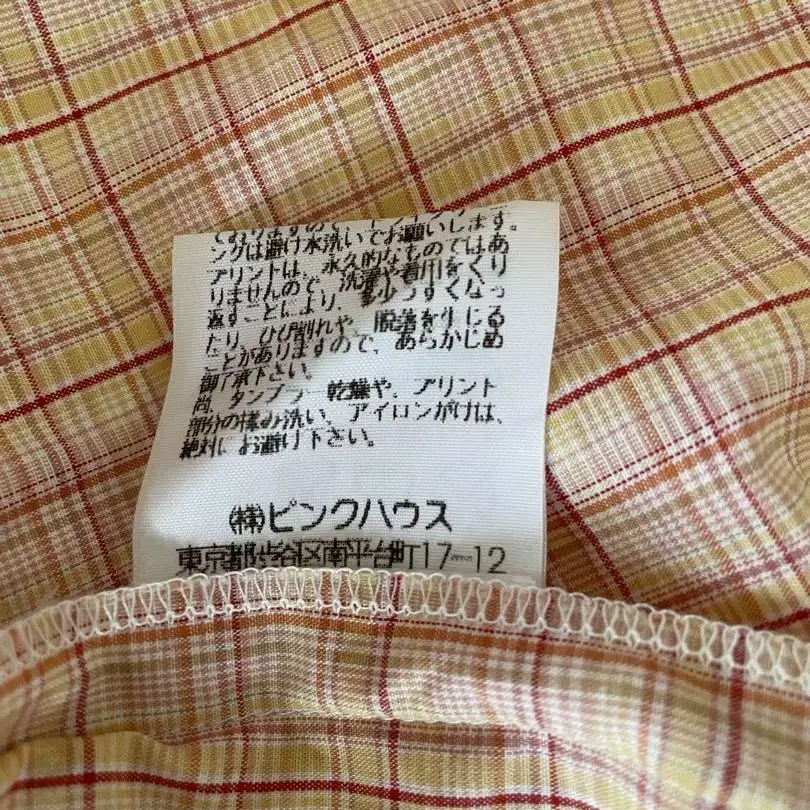 ングは避け水洗いでお願いします。
プリントは、永久的なものではあ
りませんので、洗濯や着用をくり
返すことにより、多少うすくなっ
たり、ひび割れや、脱落を生じる
ことがありますので、あらかじめ
御了承下さい。
尚、タンブラー乾燥や、プリント
部分の揉み洗い、アイロンがけは、
絶対にお避け下さい。
㈱ピンクハウス
東京都渋谷区南平台町17-12